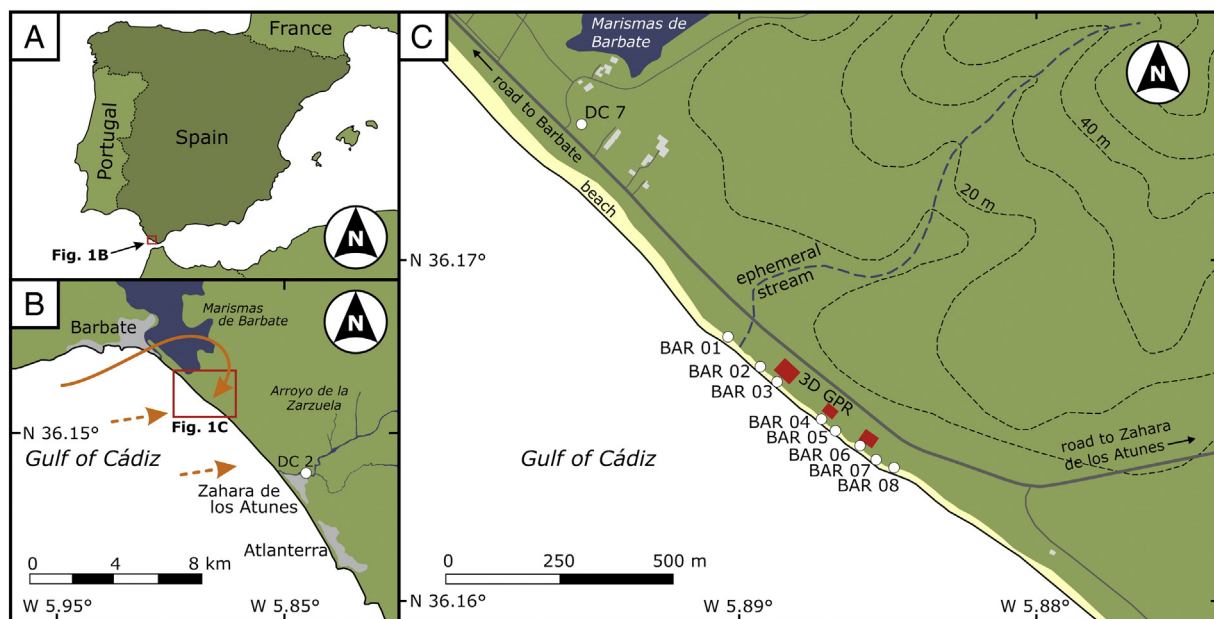 A
France
Portugal
Spain
Fig. 1B
N
B
Barbate
Marismas
de Barbate
N
Arroyo de la
Zarzuela
Fig. 1C
N 36.15°
Gulf of Cádiz
DC 2
Zahara de
los Atunes
Atlanterra
0 4 8 km
W 5.95° W 5.85°
C
Marismas de
Barbate
N
road to Barbate
DC 7
40 m
beach
20 m
N 36.17°
ephemeral
stream
BAR 01
BAR 02
BAR 03
3D GPR
BAR 04
BAR 05
BAR 06
BAR 07
BAR 08
road to Zahara
de los Atunes
Gulf of Cádiz
0 250 500 m
N 36.16°
W 5.89° W 5.88°